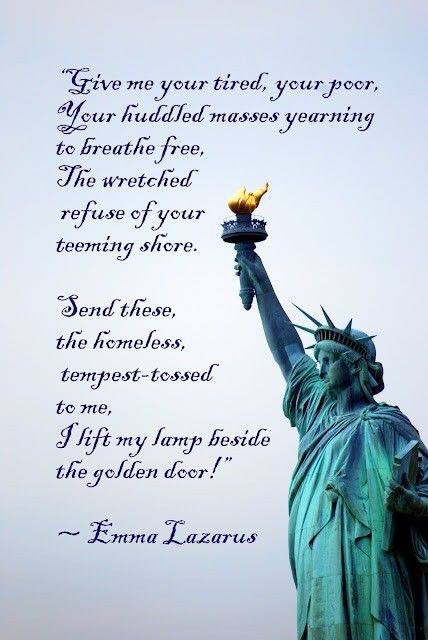 “Give me your tired, your poor,
Your huddled masses yearning
to breathe free,
The wretched
refuse of your
teeming shore.
Send these,
the homeless,
tempest-tossed
to me,
I lift my lamp beside
the golden door!”
~ Emma Lazarus